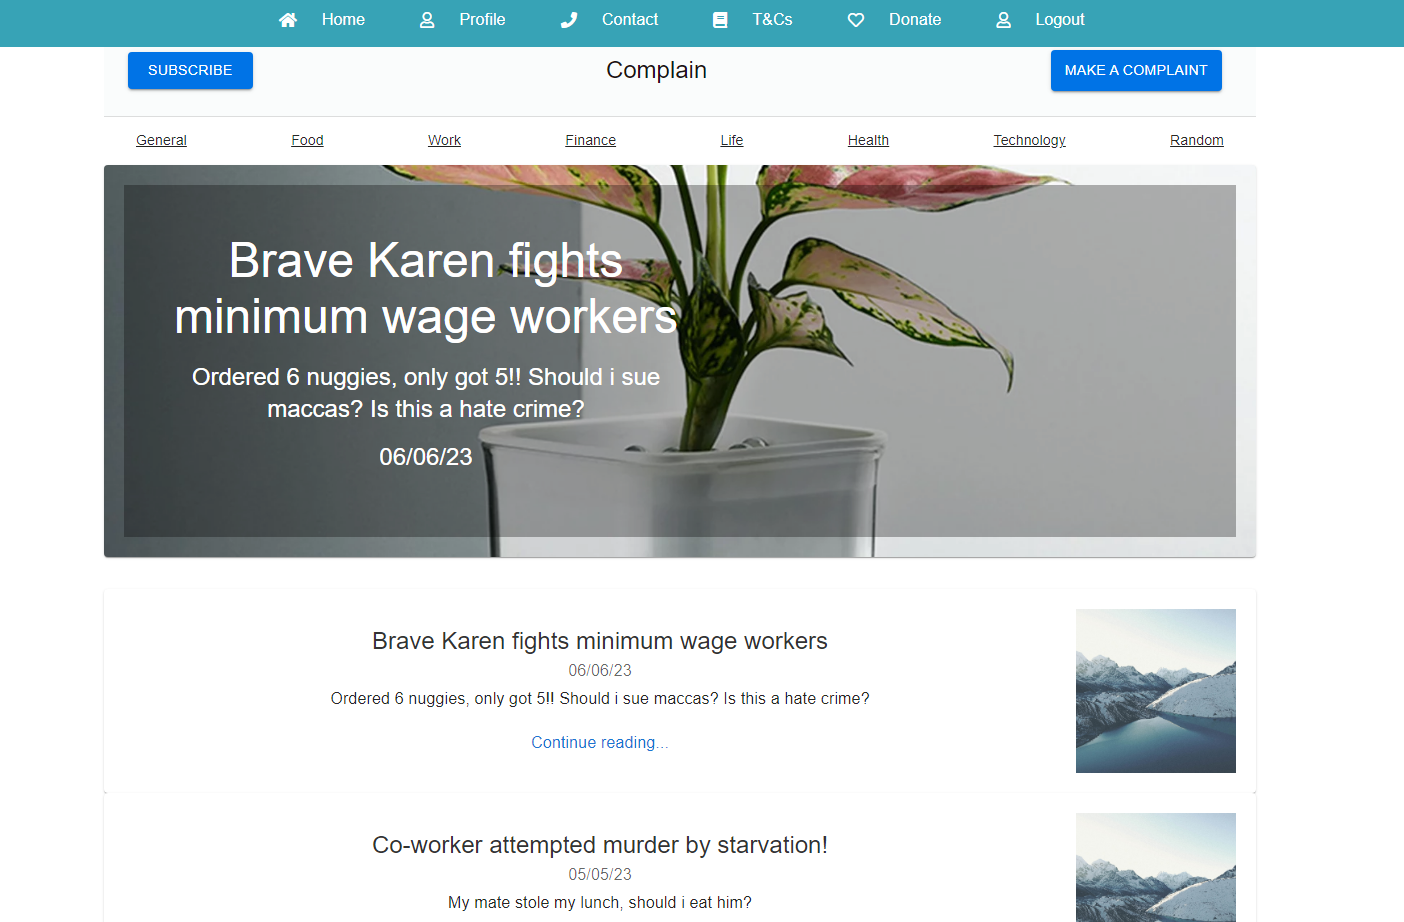 Home Profile Contact T&Cs Donate Logout
SUBSCRIBE Complain MAKE A COMPLAINT
General Food Work Finance Life Health Technology Random
Brave Karen fights
minimum wage workers
Ordered 6 nuggies, only got 5!! Should i sue
maccas? Is this a hate crime?
06/06/23
Brave Karen fights minimum wage workers
06/06/23
Ordered 6 nuggies, only got 5!! Should i sue maccas? Is this a hate crime?
Continue reading...
Co-worker attempted murder by starvation!
05/05/23
My mate stole my lunch, should i eat him?